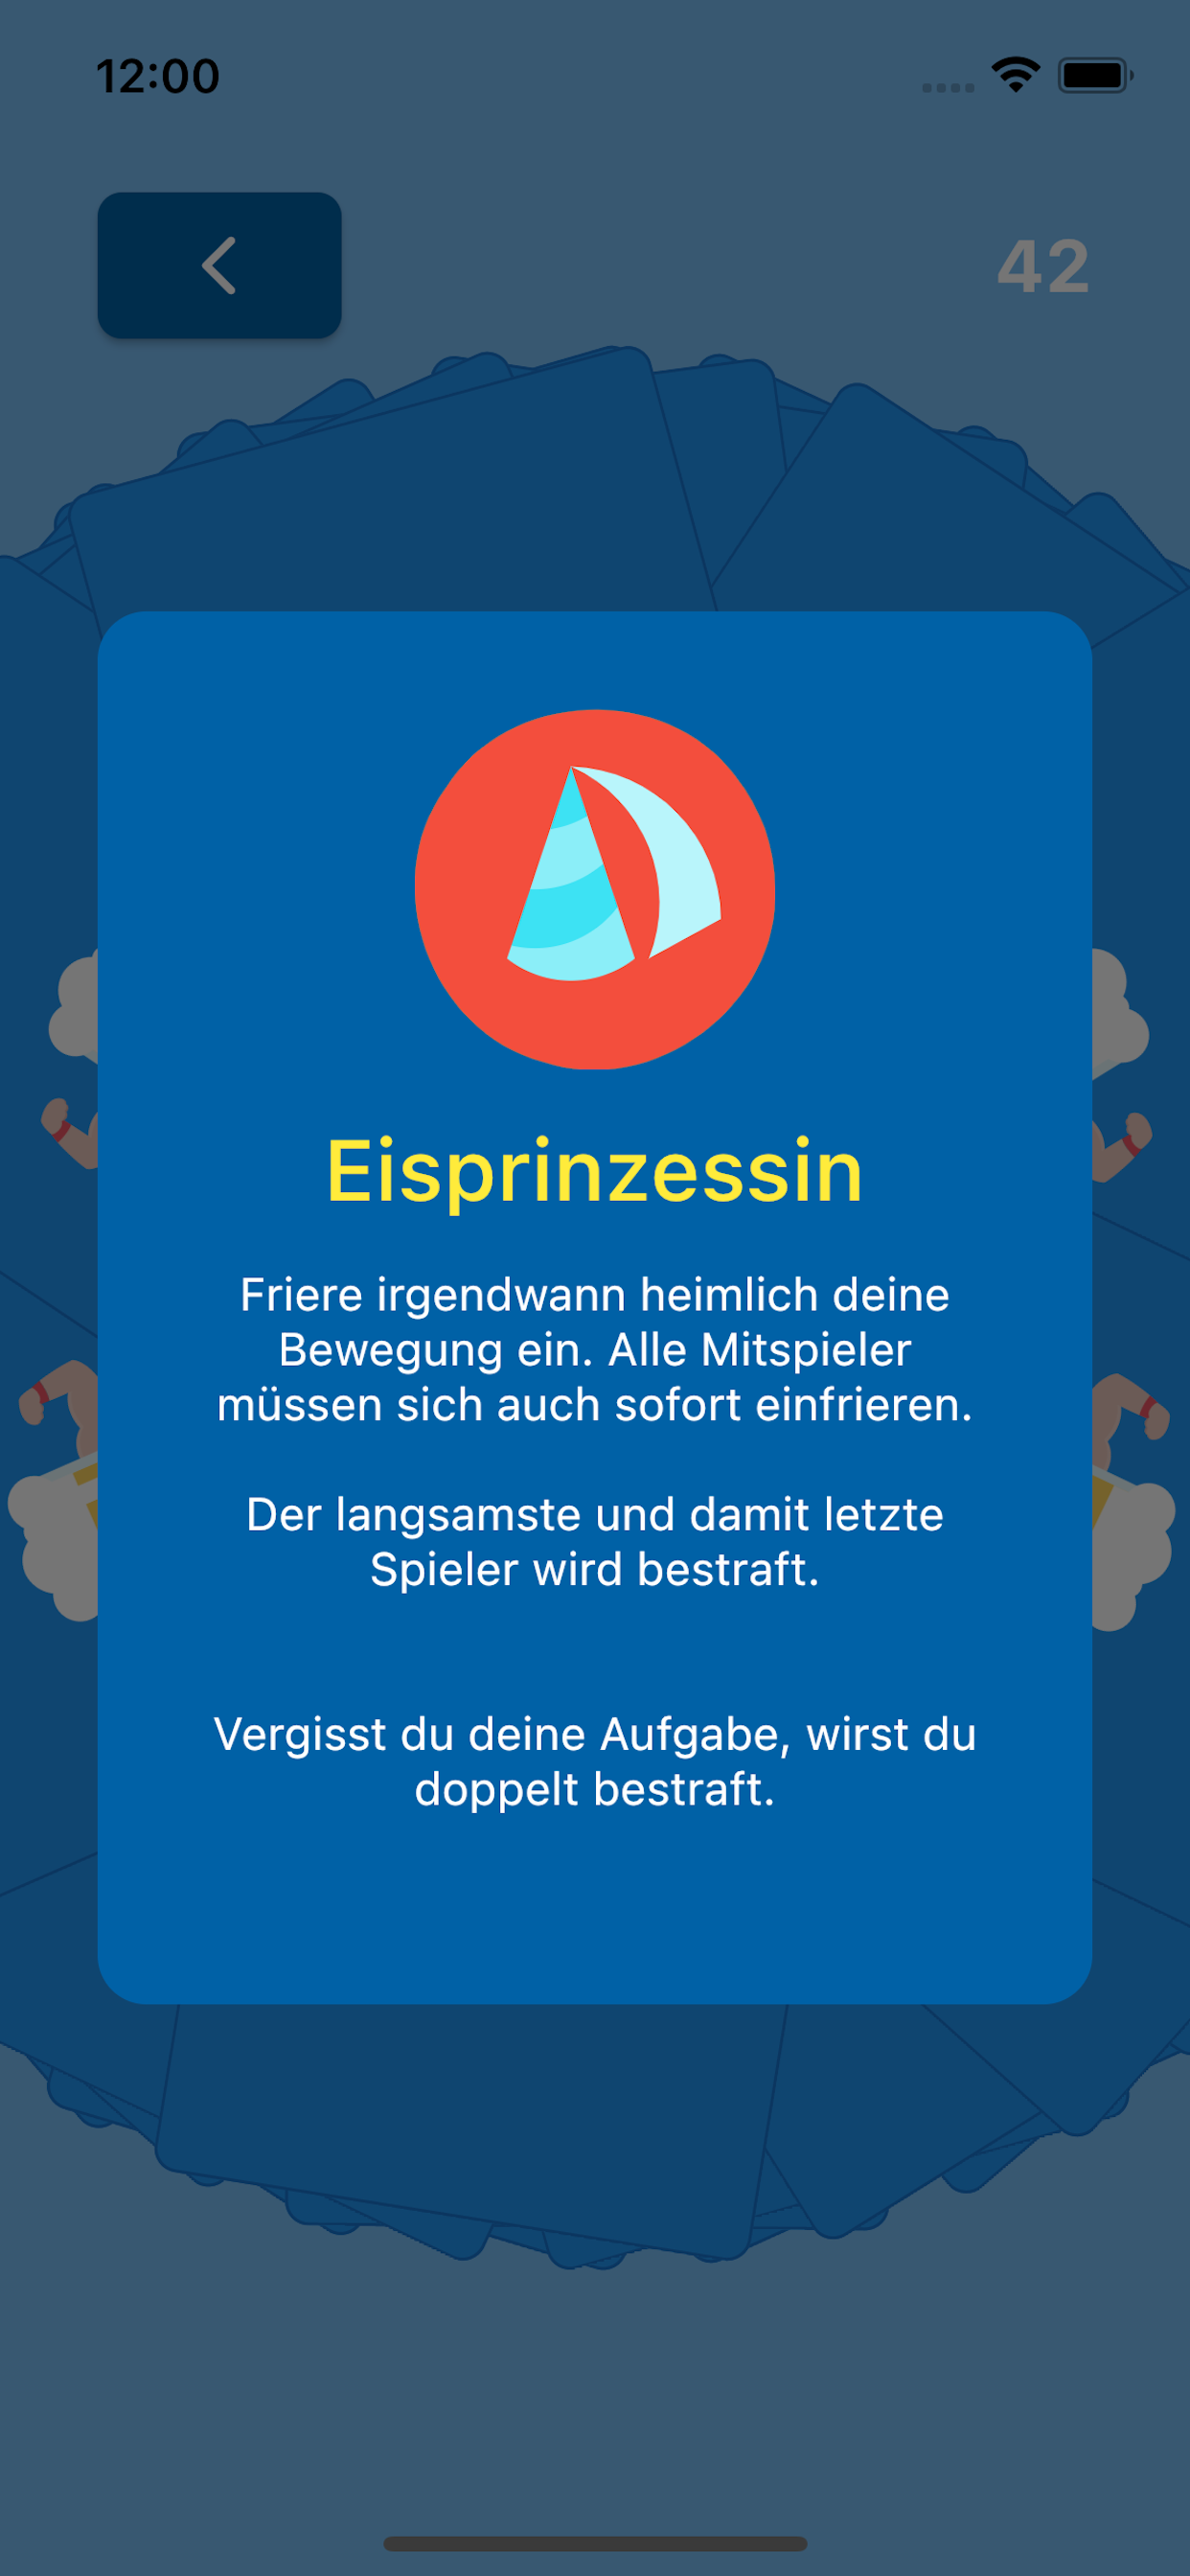 12:00
42
Eisprinzessin
Friere irgendwann heimlich deine
Bewegung ein. Alle Mitspieler
müssen sich auch sofort einfrieren.
Der langsamste und damit letzte
Spieler wird bestraft.
Vergisst du deine Aufgabe, wirst du
doppelt bestraft.